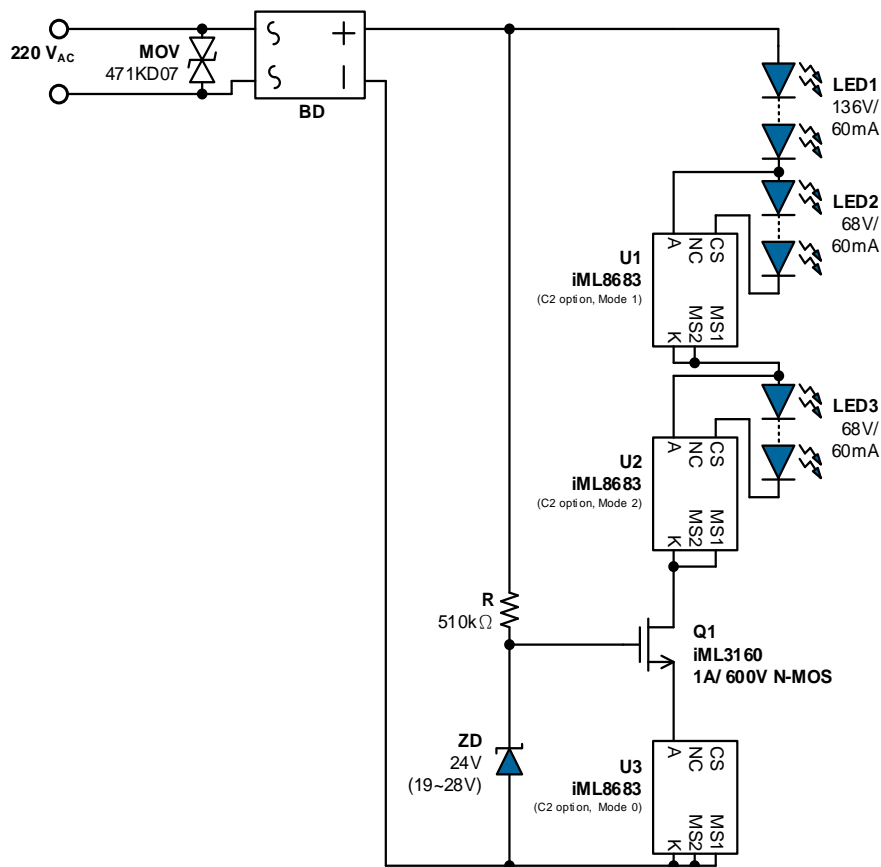 220 VAC
MOV
471KD07
BD
LED1
136V/
60mA
LED2
68V/
60mA
A
NC
CS
U1
iML8683
(C2 option, Mode 1)
K
MS2
MS1
LED3
68V/
60mA
A
NC
CS
U2
iML8683
(C2 option, Mode 2)
K
MS2
MS1
R
510kΩ
Q1
iML3160
1A/ 600V N-MOS
ZD
24V
(19~28V)
A
NC
CS
U3
iML8683
(C2 option, Mode 0)
K
MS2
MS1